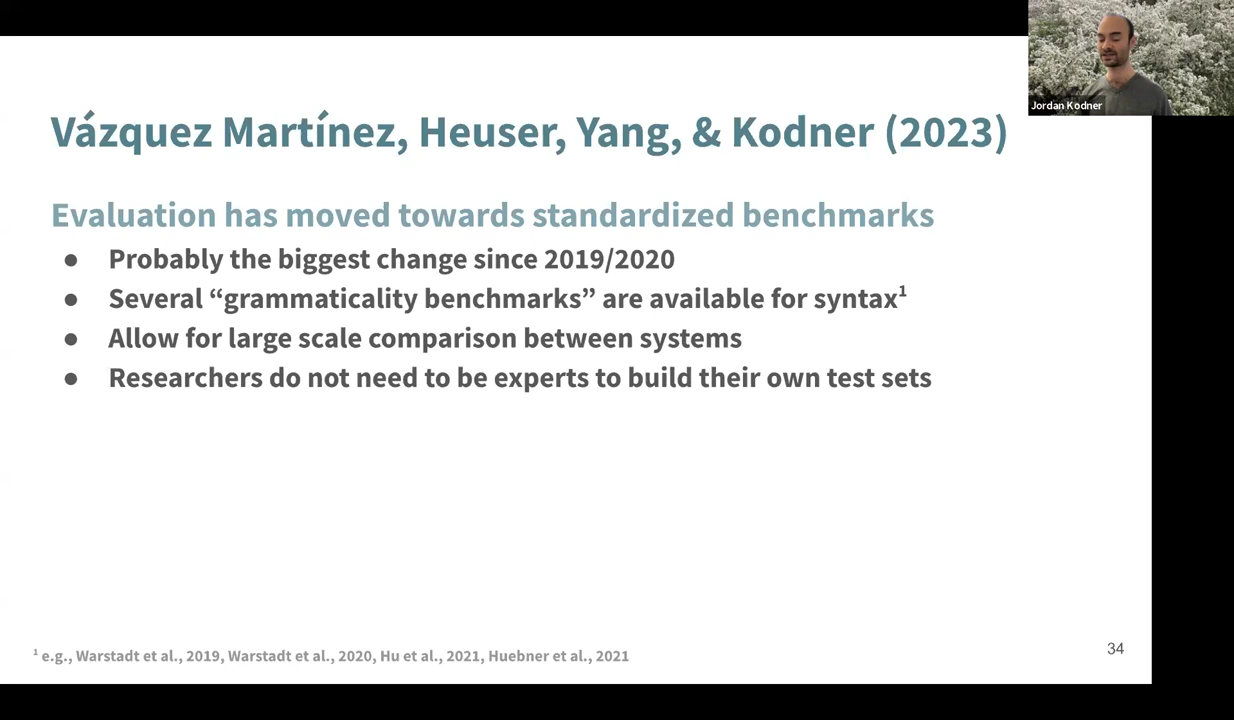 Jordan Kodner
Vázquez Martínez, Heuser, Yang, & Kodner (2023)
Evaluation has moved towards standardized benchmarks
● Probably the biggest change since 2019/2020
● Several “grammaticality benchmarks” are available for syntax¹
● Allow for large scale comparison between systems
● Researchers do not need to be experts to build their own test sets
¹ e.g., Warstadt et al., 2019, Warstadt et al., 2020, Hu et al., 2021, Huebner et al., 2021
34